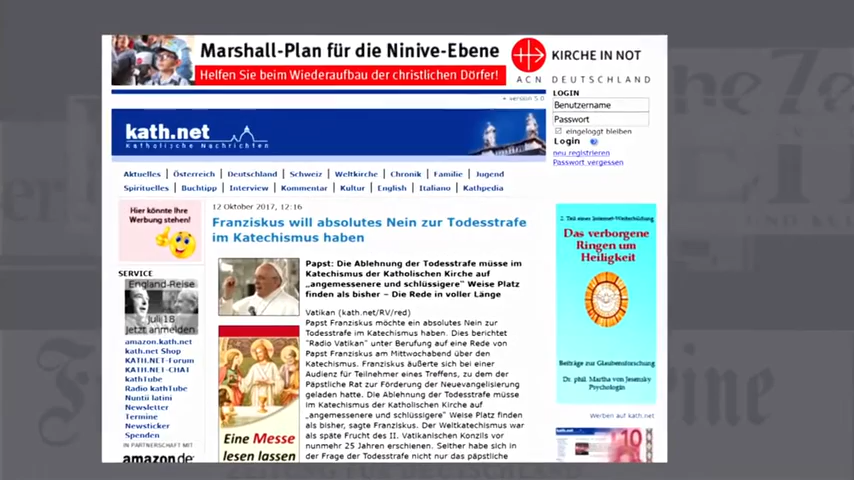 Marshall-Plan für die Ninive-Ebene
Helfen Sie beim Wiederaufbau der christlichen Dörfer!
KIRCHE IN NOT
ACN DEUTSCHLAND
version 5.0
LOGIN
Benutzername
Passwort
eingeloggt bleiben
Login
neu registrieren
Passwort vergessen
kath.net
Katholische Nachrichten
Aktuelles | Österreich | Deutschland | Schweiz | Weltkirche | Chronik | Familie | Jugend
Spirituelles | Buchtipp | Interview | Kommentar | Kultur | English | Italiano | Kathpedia
Hier könnte Ihre
Werbung stehen!
SERVICE
England-Reise
Juli 18
Jetzt anmelden
amazon.kath.net
kath.net Shop
KATH.NET-Forum
KATH.NET-CHAT
kathTube
Radio kathTube
Nuntii latini
Newsletter
Termine
Newsticker
Spenden
IN PARTNERSCHAFT MIT
amazon.de
12 Oktober 2017, 12:16
Franziskus will absolutes Nein zur Todesstrafe
im Katechismus haben
Papst: Die Ablehnung der Todesstrafe müsse im
Katechismus der Katholischen Kirche auf
„angemessenere und schlüssigere“ Weise Platz
finden als bisher – Die Rede in voller Länge
Vatikan (kath.net/RV/red)
Papst Franziskus möchte ein absolutes Nein zur
Todesstrafe im Katechismus haben. Dies berichtet
"Radio Vatikan" unter Berufung auf eine Rede von
Papst Franziskus am Mittwochabend über den
Katechismus. Franziskus äußerte sich bei einer
Audienz für Teilnehmer eines Treffens, zu dem der
Päpstliche Rat zur Förderung der Neuevangelisierung
geladen hatte. Die Ablehnung der Todesstrafe müsse
im Katechismus der Katholischen Kirche auf
„angemessenere und schlüssigere“ Weise Platz finden
als bisher, sagte Franziskus. Der Weltkatechismus war
als späte Frucht des II. Vatikanischen Konzils vor
nunmehr 25 Jahren erschienen. Seither habe sich in
der Frage der Todesstrafe nicht nur das päpstliche
Eine Messe
lesen lassen
2. Teil einer Internet-Weiterbildung
Das verborgene
Ringen um
Heiligkeit
Beiträge zur Glaubensforschung
Dr. phil. Martha von Jesensky
Psychologin
Werben auf kath.net
kath.net
10